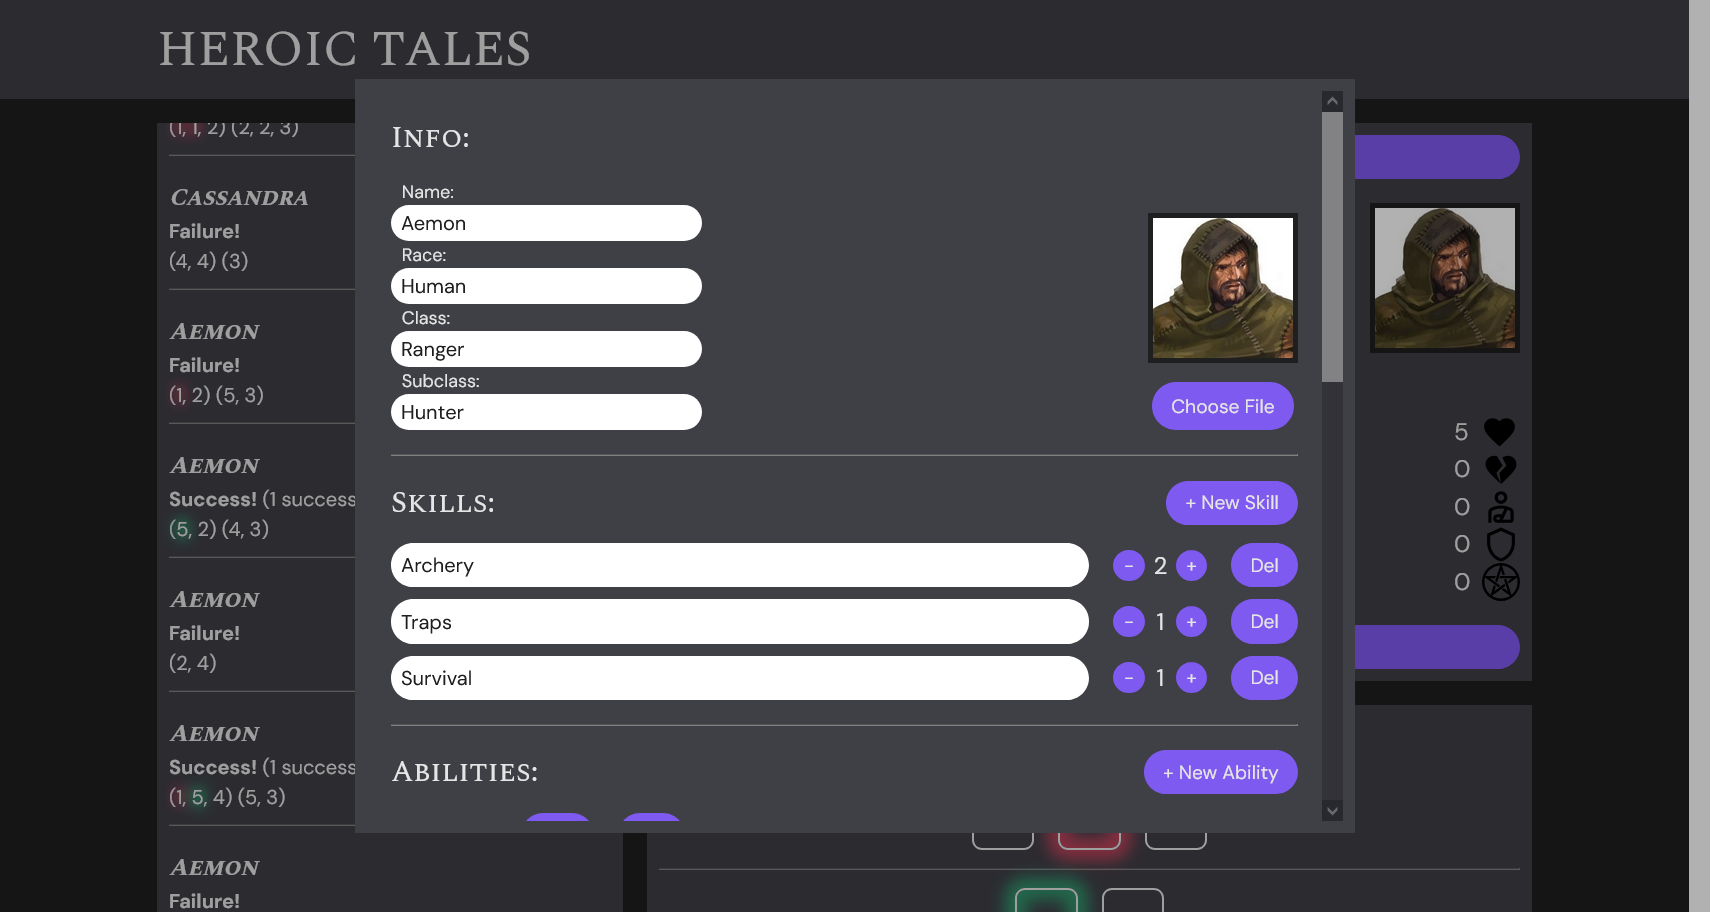 HEROIC TALES
(1, 1, 2) (2, 2, 3)
CASSANDRA
Failure!
(4, 4) (3)
AEMON
Failure!
(1, 2) (5, 3)
AEMON
Success! (1 success
(5, 2) (4, 3)
AEMON
Failure!
(2, 4)
AEMON
Success! (1 success
(1, 5, 4) (5, 3)
AEMON
Failure!
INFO:
Name:
Aemon
Race:
Human
Class:
Ranger
Subclass:
Hunter
Choose File
SKILLS:
+ New Skill
Archery
- 2 + Del
Traps
- 1 + Del
Survival
- 1 + Del
ABILITIES:
+ New Ability
5
0
0
0
0